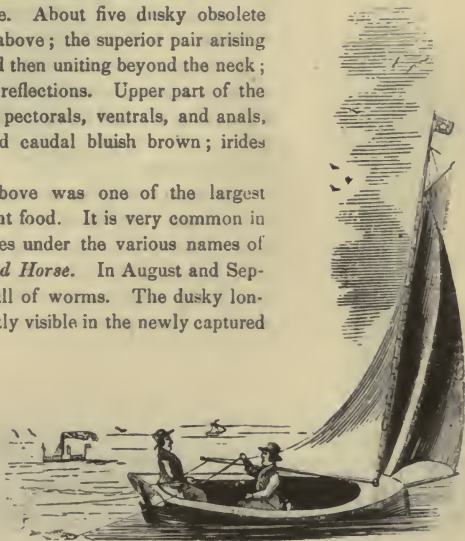 e. About five dusky obsolete
above; the superior pair arising
d then uniting beyond the neck;
reflections. Upper part of the
pectorals, ventrals, and anals,
d caudal bluish brown; irides
bove was one of the largest
nt food. It is very common in
es under the various names of
d Horse. In August and Sep-
ll of worms. The dusky lon-
tly visible in the newly captured